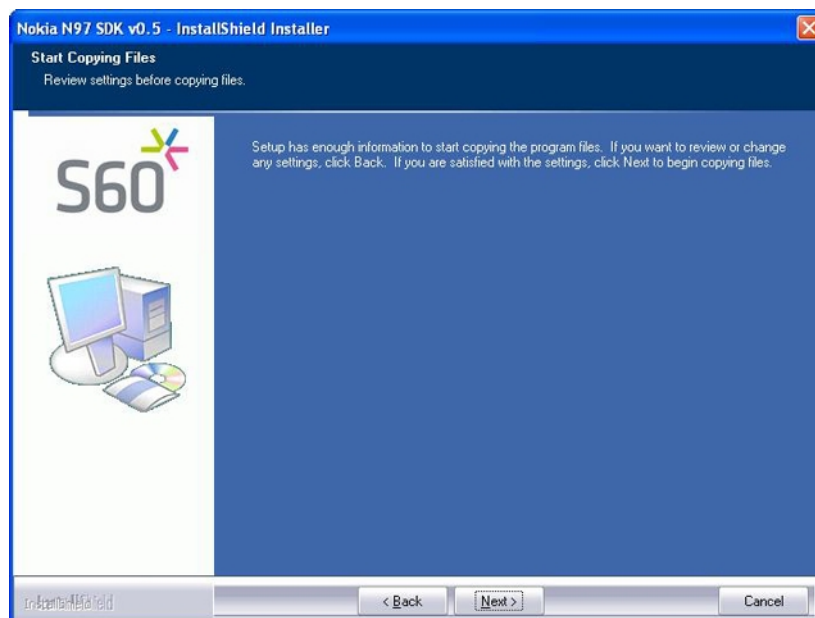 Nokia N97 SDK v0.5 - InstallShield Installer
Start Copying Files
Review settings before copying files.
S60
Setup has enough information to start copying the program files. If you want to review or change
any settings, click Back. If you are satisfied with the settings, click Next to begin copying files.
< Back
Next >
Cancel